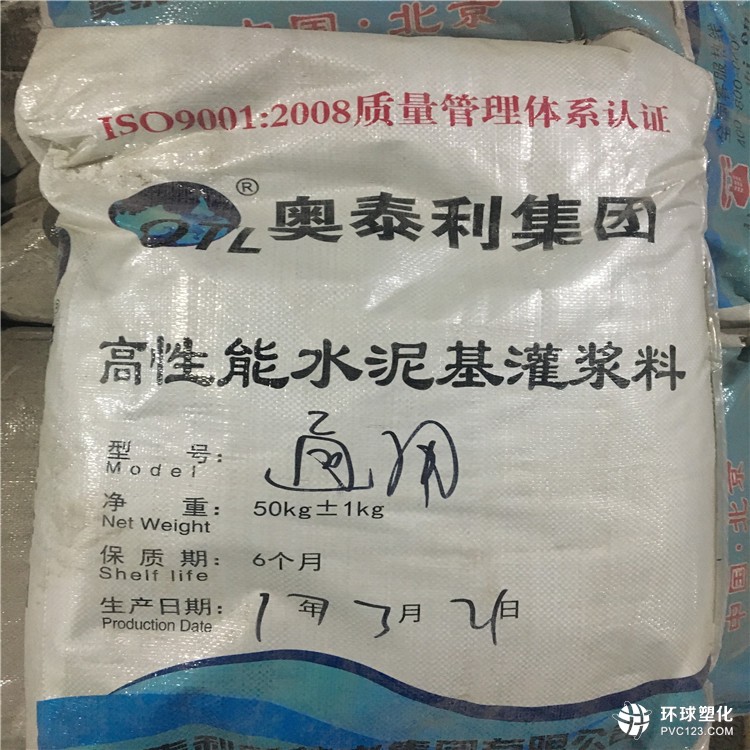 中国·北京
ISO9001:2008质量管理体系认证
QTL® 奥泰利集团
高性能水泥基灌浆料
型 号: 通用
Model
净 重: 50kg±1kg
Net Weight
保 质 期: 6个月
Shelf life
生产日期: 1年3月21日
Production Date
环球塑化
PVC123.COM